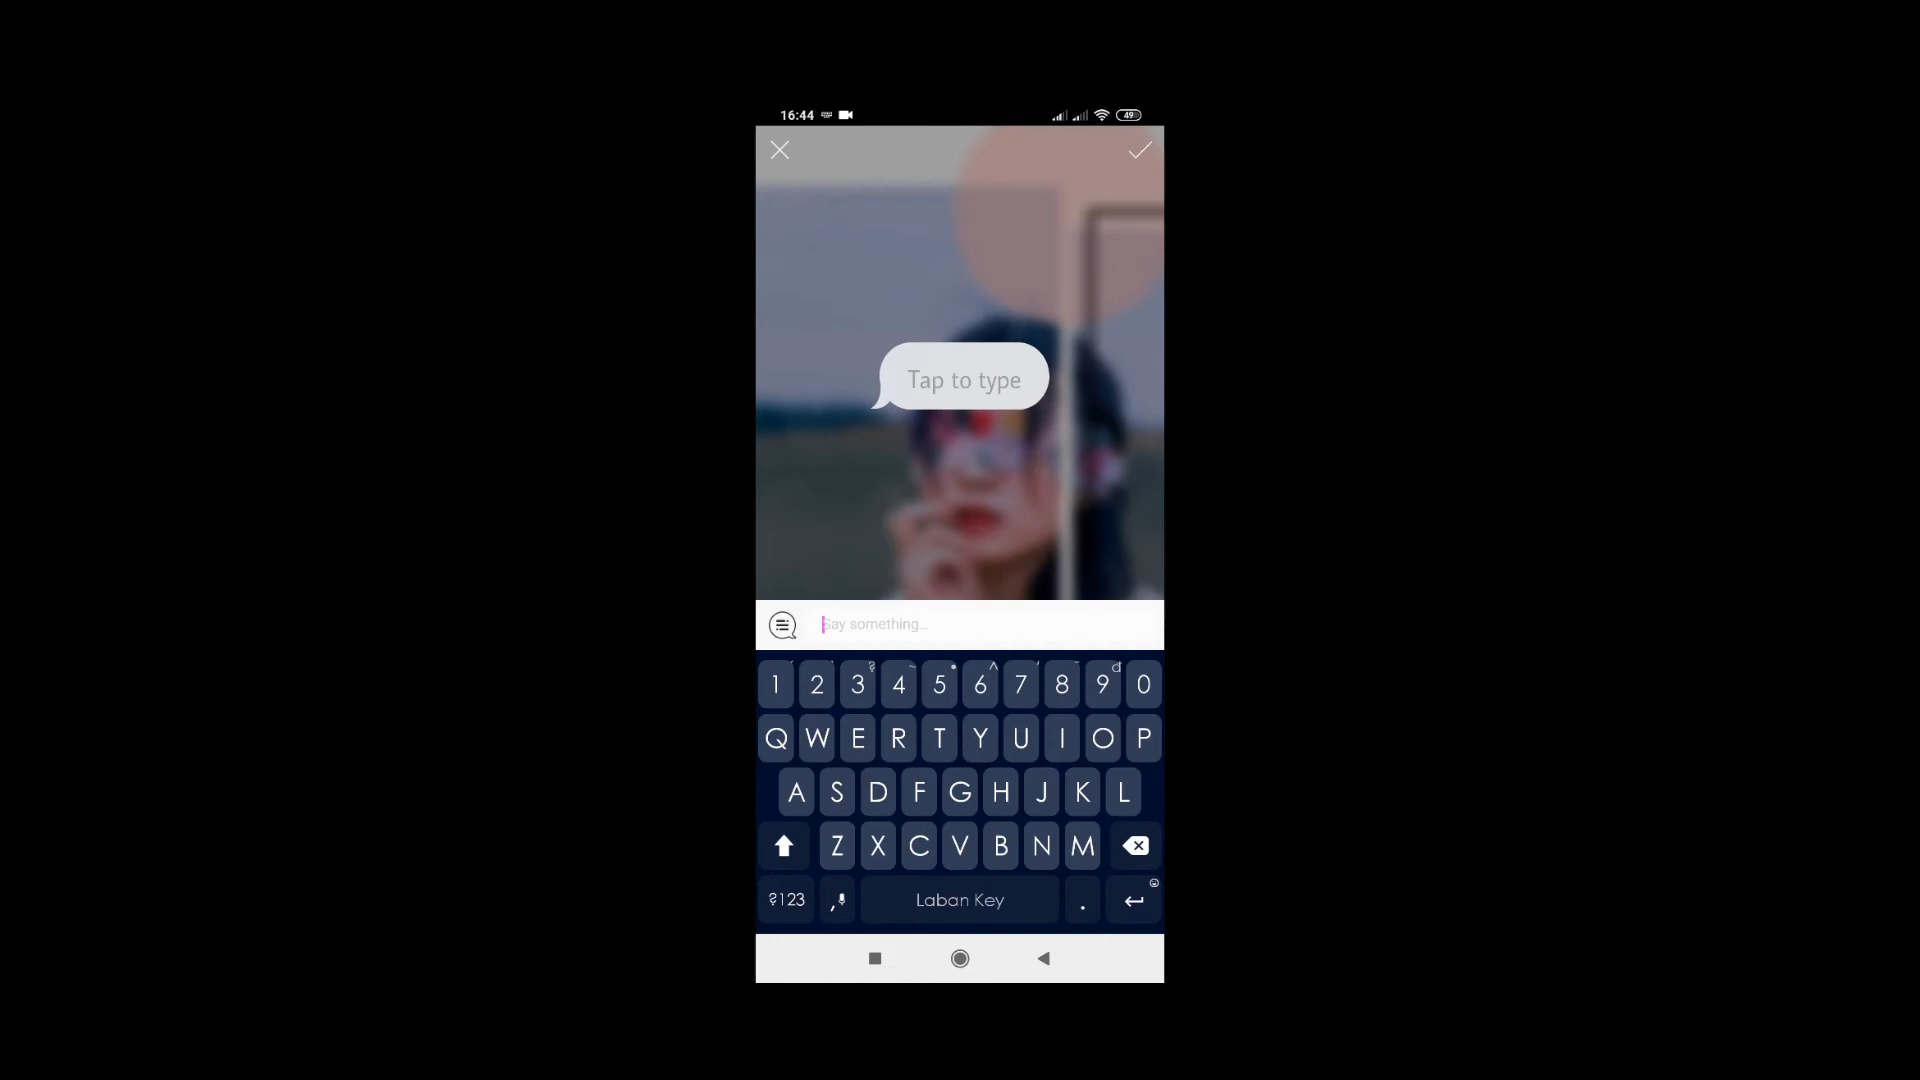 16:44
49
Tap to type
Say something...
1 2 3 4 5 6 7 8 9 0
Q W E R T Y U I O P
A S D F G H J K L
Z X C V B N M
?123 , Laban Key .